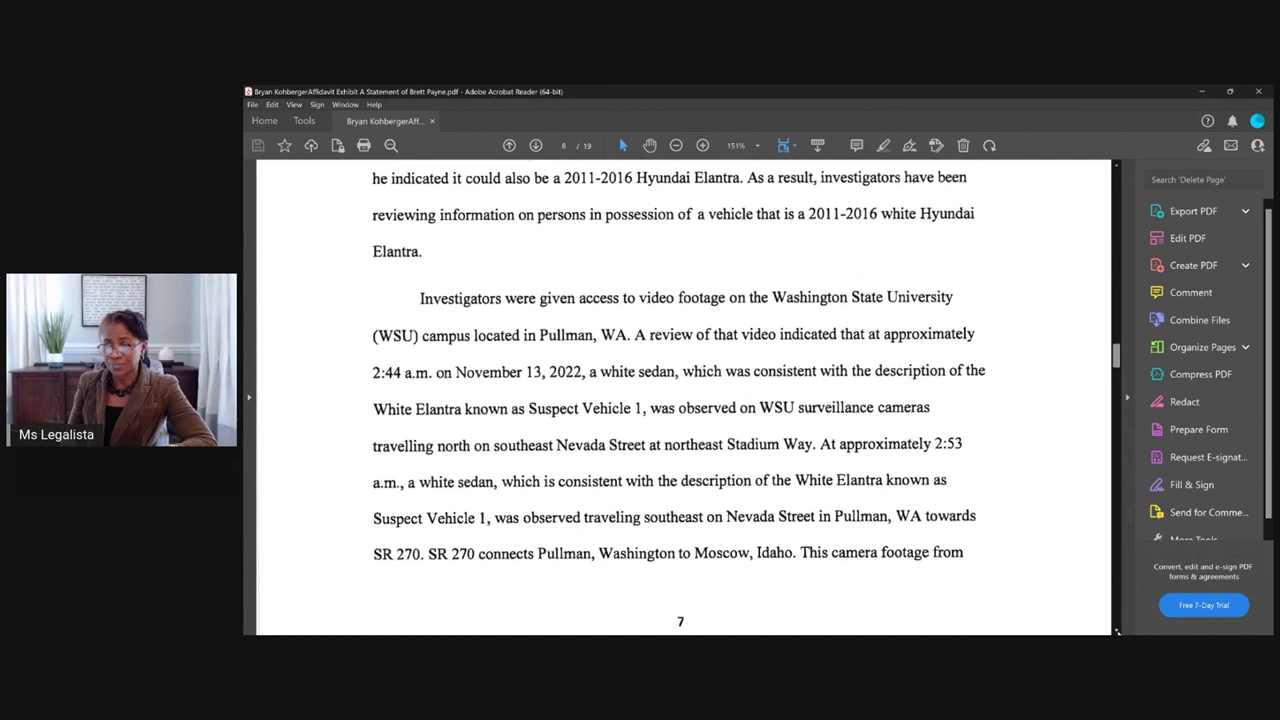 Bryan KohbergerAffidavit Exhibit A Statement of Brett Payne.pdf - Adobe Acrobat Reader (64-bit)
File Edit View Sign Window Help
Home Tools Bryan KohbergerAff... ×
8 / 19 151%
he indicated it could also be a 2011-2016 Hyundai Elantra. As a result, investigators have been
reviewing information on persons in possession of a vehicle that is a 2011-2016 white Hyundai
Elantra.
Investigators were given access to video footage on the Washington State University
(WSU) campus located in Pullman, WA. A review of that video indicated that at approximately
2:44 a.m. on November 13, 2022, a white sedan, which was consistent with the description of the
White Elantra known as Suspect Vehicle 1, was observed on WSU surveillance cameras
travelling north on southeast Nevada Street at northeast Stadium Way. At approximately 2:53
a.m., a white sedan, which is consistent with the description of the White Elantra known as
Suspect Vehicle 1, was observed traveling southeast on Nevada Street in Pullman, WA towards
SR 270. SR 270 connects Pullman, Washington to Moscow, Idaho. This camera footage from
7
Search 'Delete Page'
Export PDF
Edit PDF
Create PDF
Comment
Combine Files
Organize Pages
Compress PDF
Redact
Prepare Form
Request E-signat...
Fill & Sign
Send for Comme...
More Tools
Convert, edit and e-sign PDF
forms & agreements
Free 7-Day Trial
Ms Legalista